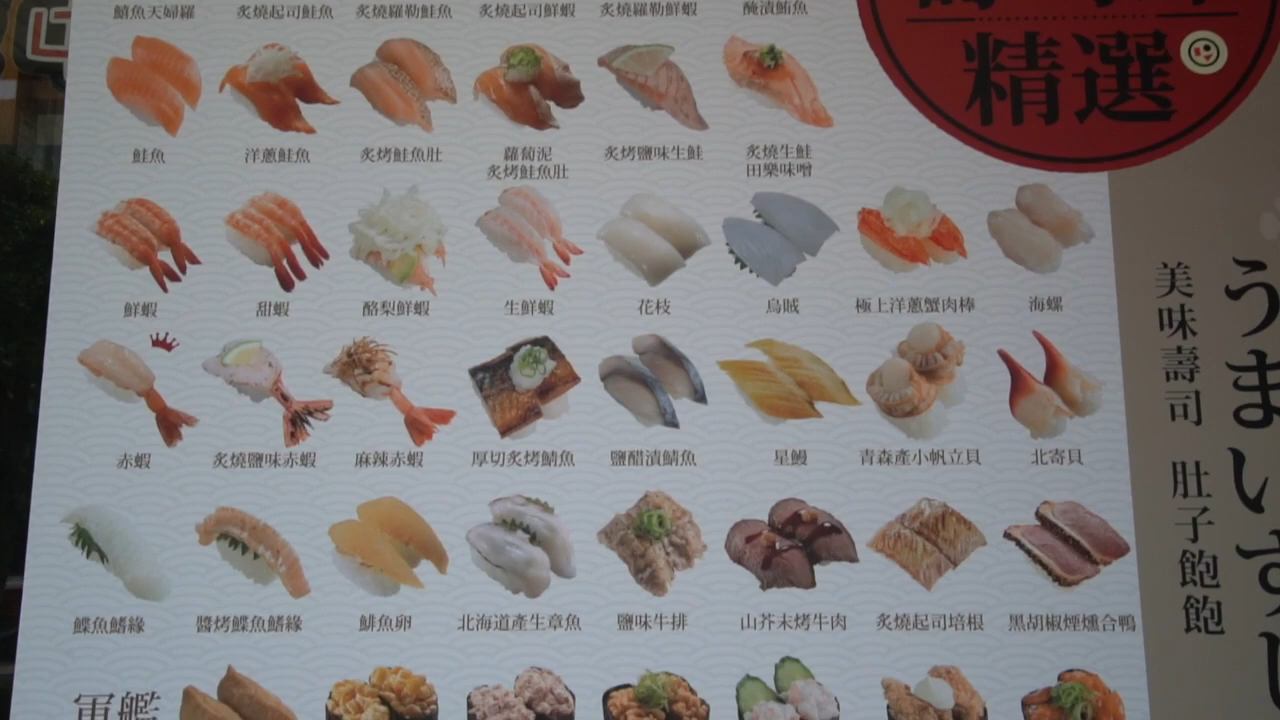 鱚魚天婦羅 炙燒起司鮭魚 炙燒羅勒鮭魚 炙燒起司鮮蝦 炙燒羅勒鮮蝦 醃漬鮪魚
精選
鮭魚 洋蔥鮭魚 炙烤鮭魚肚 蘿蔔泥 炙烤鹽味生鮭 炙燒生鮭
炙烤鮭魚肚 田樂味噌
鮮蝦 甜蝦 酪梨鮮蝦 生鮮蝦 花枝 烏賊 極上洋蔥蟹肉棒 海螺
赤蝦 炙燒鹽味赤蝦 麻辣赤蝦 厚切炙烤鯖魚 鹽醋漬鯖魚 星鰻 青森產小帆立貝 北寄貝
鰈魚鰭緣 醬烤鰈魚鰭緣 鯡魚卵 北海道產生章魚 鹽味牛排 山芥末烤牛肉 炙燒起司培根 黑胡椒煙燻合鴨
軍艦
美味壽司 肚子飽飽
うまいすし